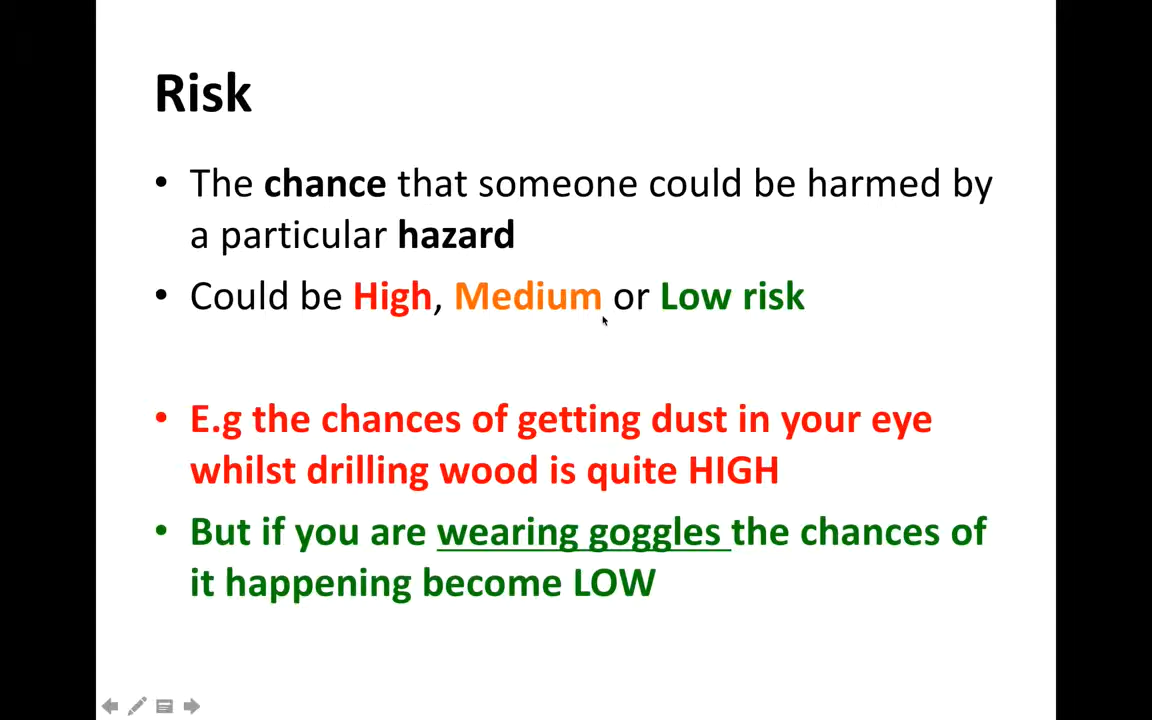 Risk
• The chance that someone could be harmed by
a particular hazard
• Could be High, Medium or Low risk
• E.g the chances of getting dust in your eye
whilst drilling wood is quite HIGH
• But if you are wearing goggles the chances of
it happening become LOW